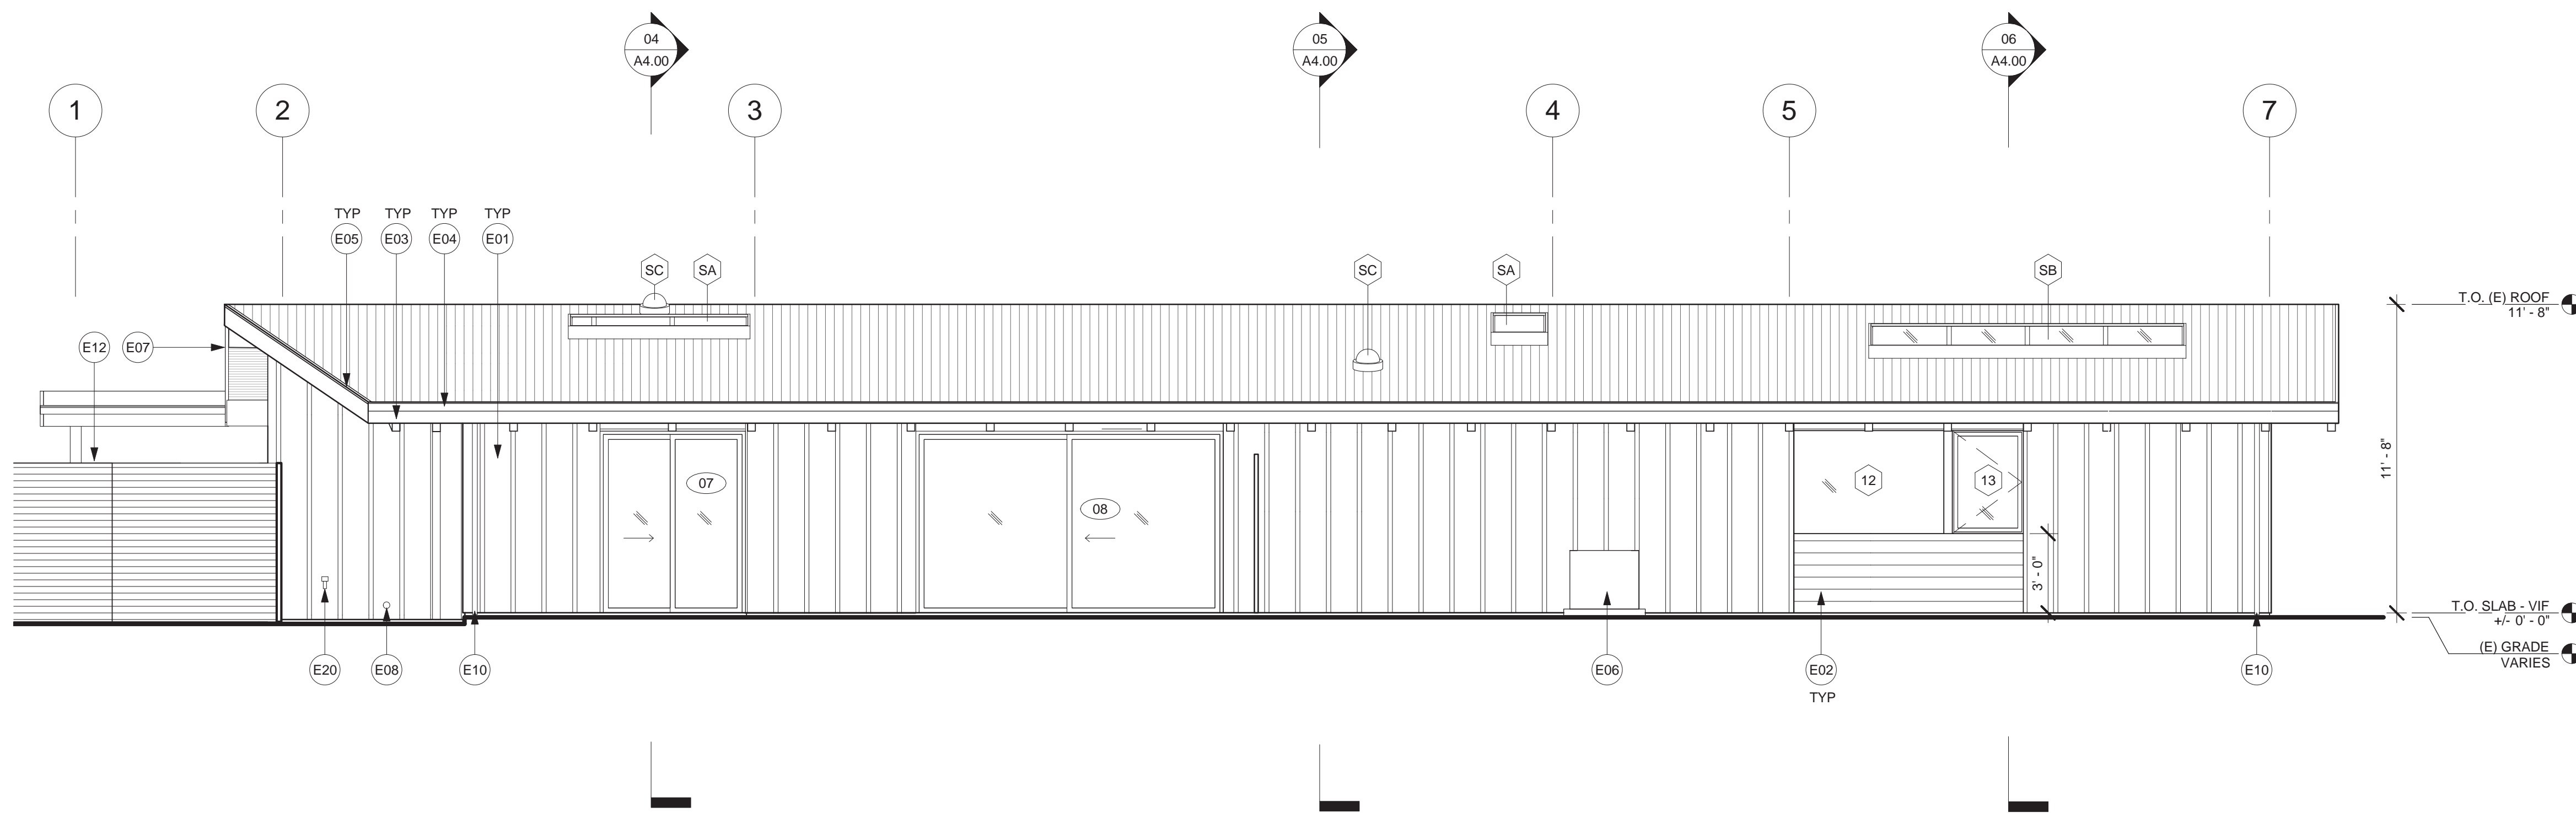 04
A4.00
05
A4.00
06
A4.00
1
2
3
4
5
7
TYP
TYP
TYP
TYP
E05
E03
E04
E01
SC
SA
SC
SA
SB
T.O. (E) ROOF
11' - 8"
E12
E07
11' - 8"
07
08
12
13
3' - 0"
T.O. SLAB - VIF
+/- 0' - 0"
(E) GRADE
VARIES
E20
E08
E10
E06
E02
TYP
E10